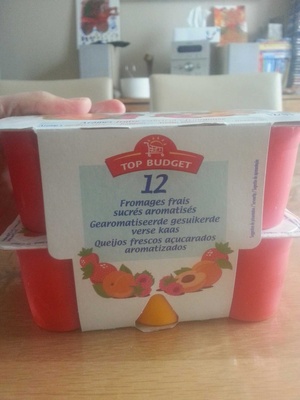 TOP BUDGET
12
Fromages frais
sucrés aromatisés
Gearomatiseerde gesuikerde
verse kaas
Queijos frescos açucarados
aromatizados